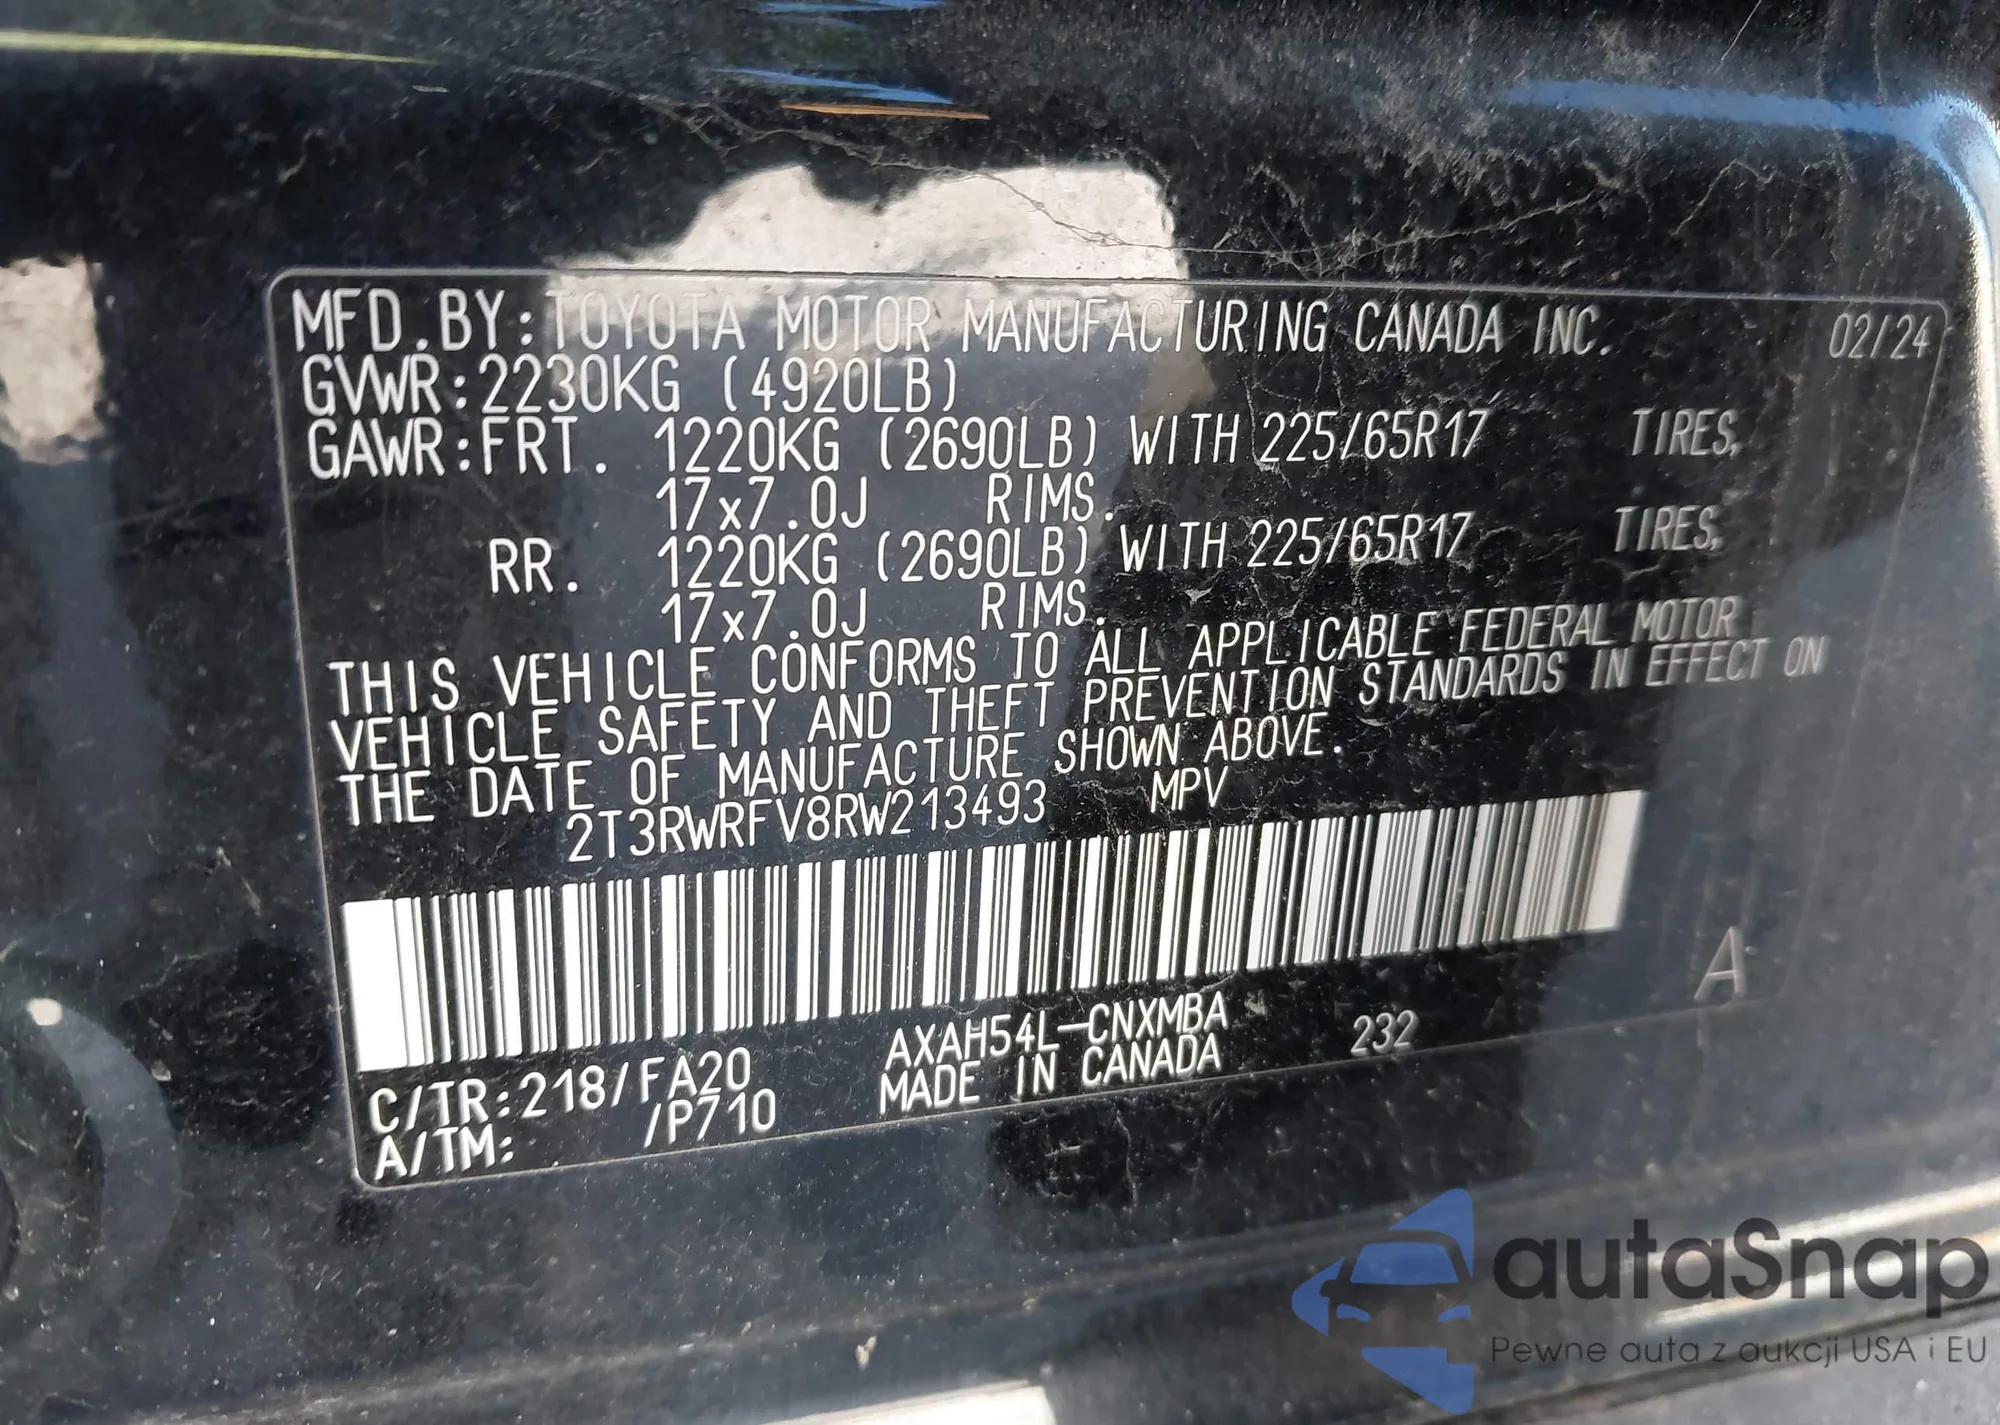 MFD.BY:TOYOTA MOTOR MANUFACTURING CANADA INC. 02/24
GVWR:2230KG (4920LB)
GAWR:FRT. 1220KG (2690LB) WITH 225/65R17 TIRES,
17x7.0J RIMS.
RR. 1220KG (2690LB) WITH 225/65R17 TIRES,
17x7.0J RIMS.
THIS VEHICLE CONFORMS TO ALL APPLICABLE FEDERAL MOTOR
VEHICLE SAFETY AND THEFT PREVENTION STANDARDS IN EFFECT ON
THE DATE OF MANUFACTURE SHOWN ABOVE.
2T3RWRFV8RW213493 MPV
A
C/TR:218/FA20 AXAH54L-CNXMBA 232
A/TM: /P710 MADE IN CANADA
autaSnap
Pewne auta z aukcji USA i EU